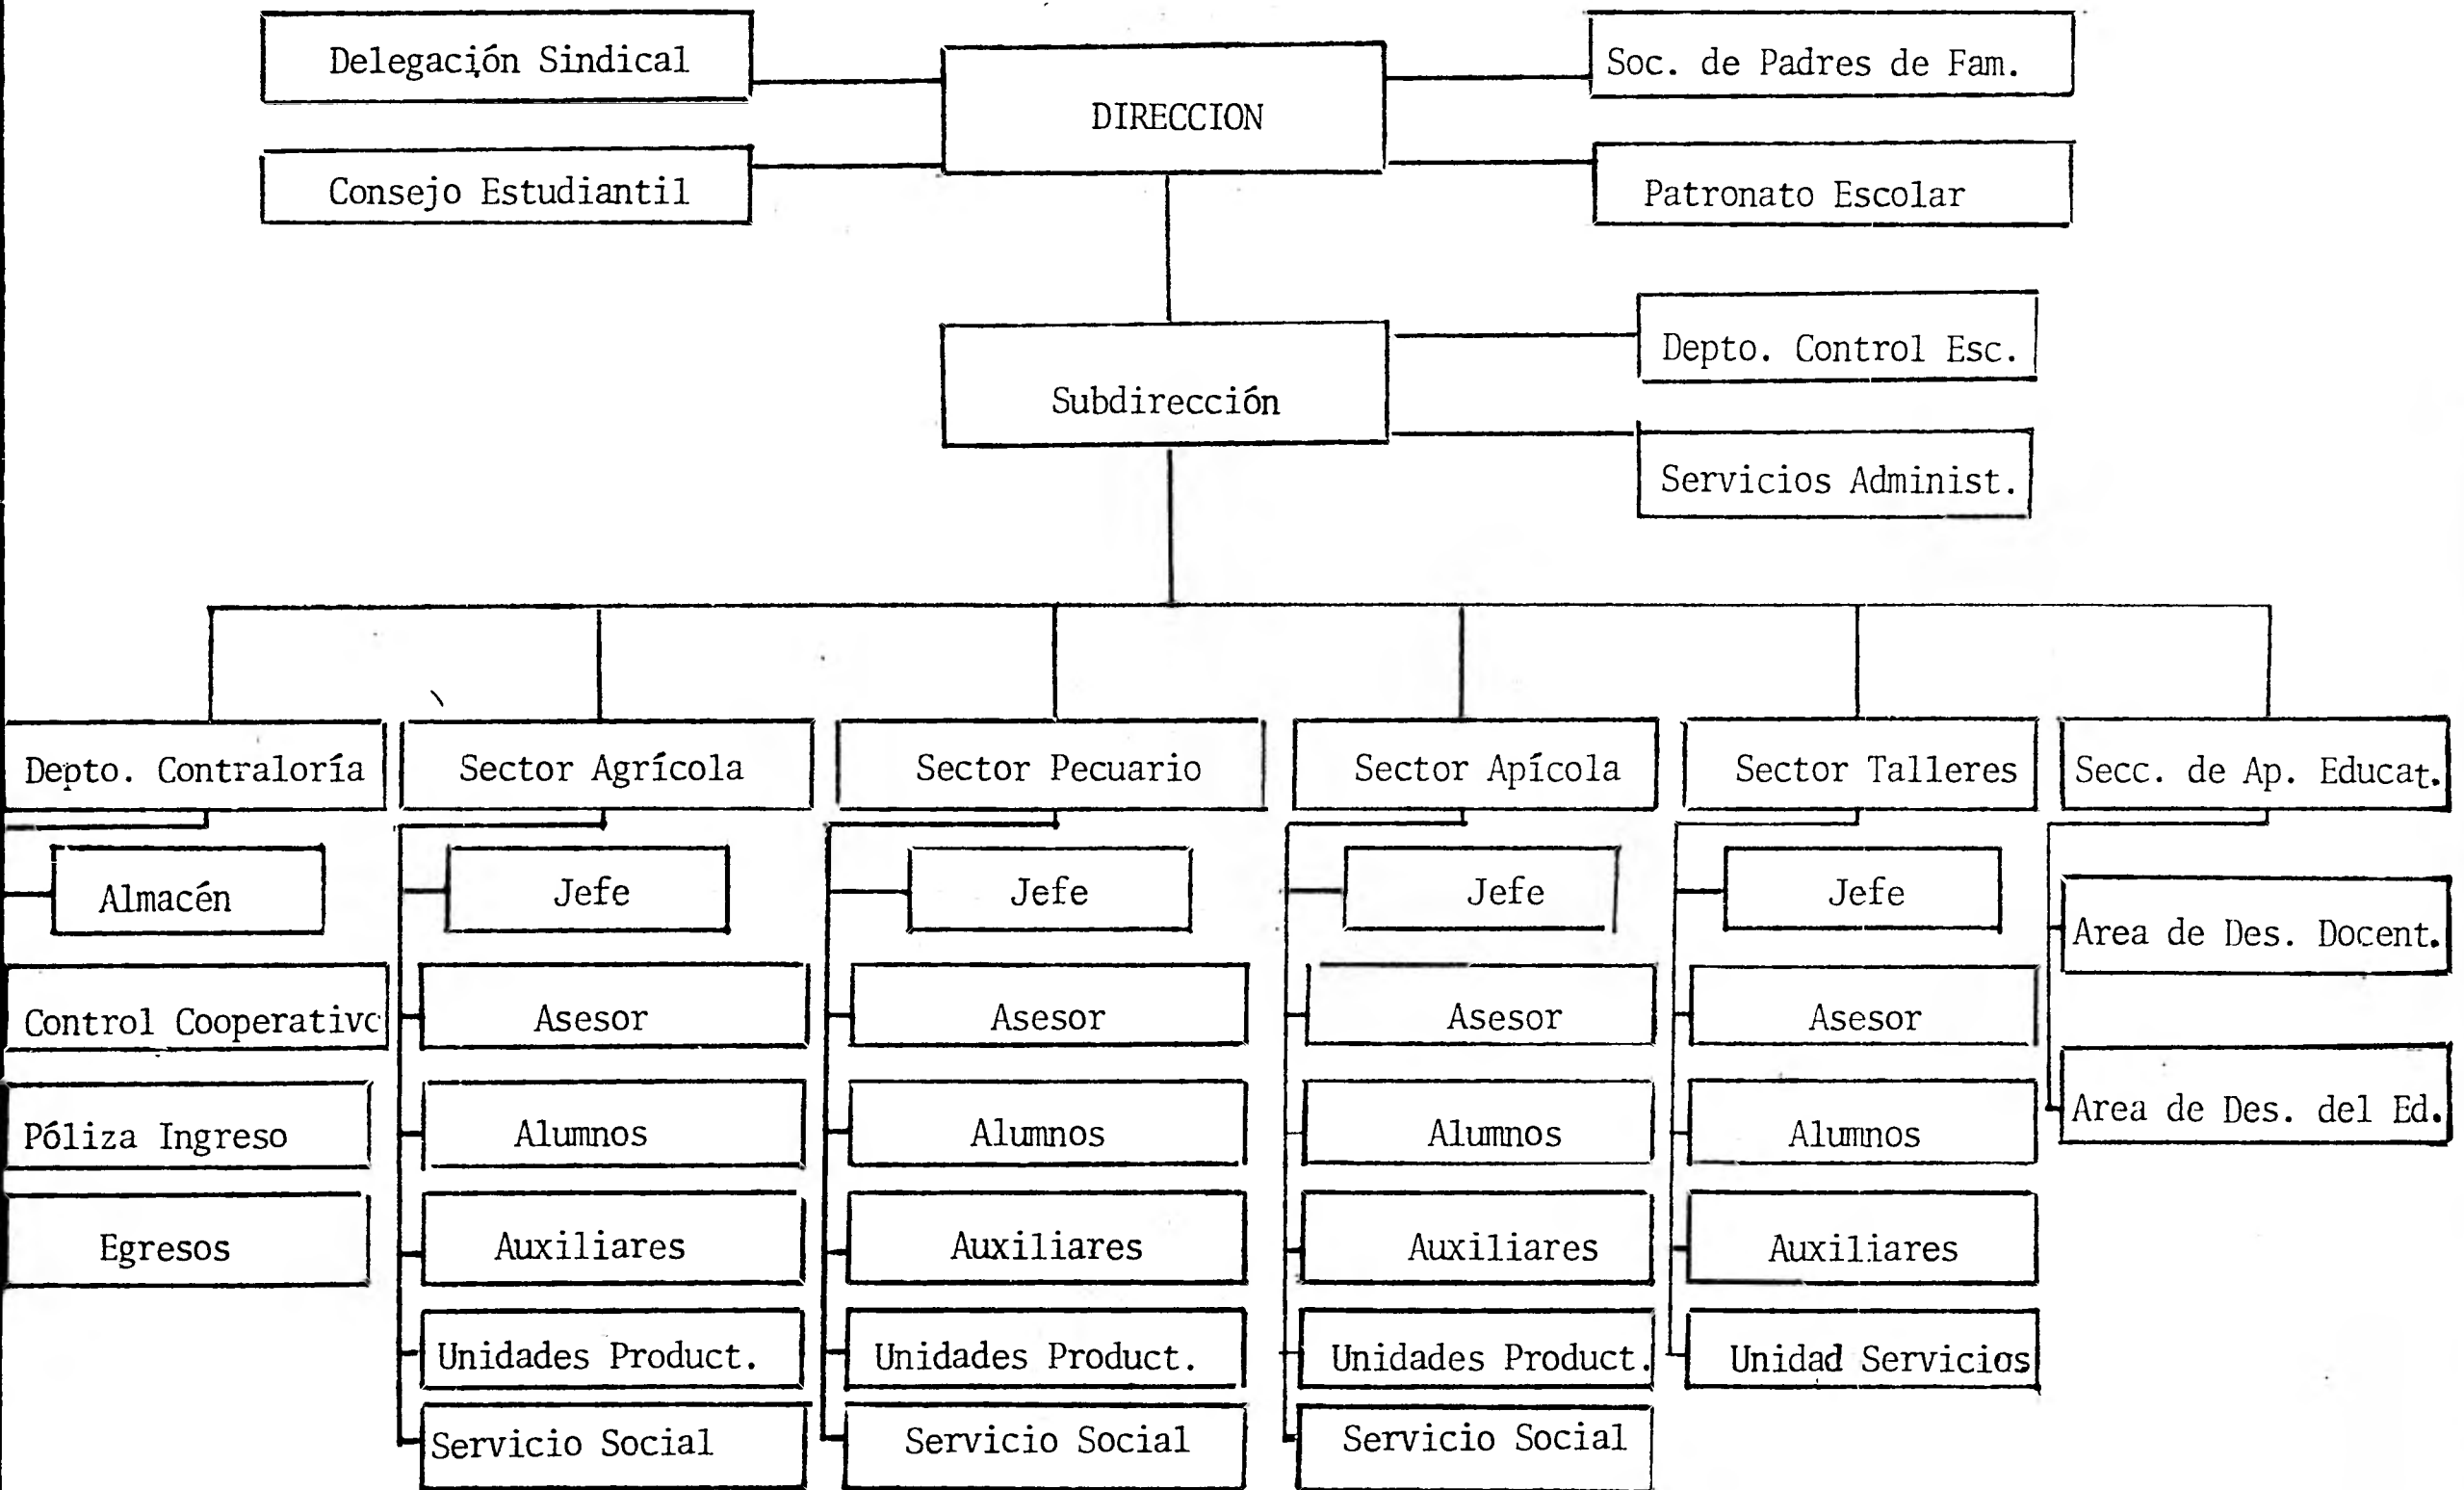 Delegación Sindical
DIRECCION
Soc. de Padres de Fam.
Consejo Estudiantil
Patronato Escolar
Subdirección
Depto. Control Esc.
Servicios Administ.
Depto. Contraloría
Sector Agrícola
Sector Pecuario
Sector Apícola
Sector Talleres
Secc. de Ap. Educat.
Almacén
Control Cooperativo
Póliza Ingreso
Egresos
Jefe
Asesor
Alumnos
Auxiliares
Unidades Product.
Servicio Social
Jefe
Asesor
Alumnos
Auxiliares
Unidades Product.
Servicio Social
Jefe
Asesor
Alumnos
Auxiliares
Unidades Product.
Servicio Social
Jefe
Asesor
Alumnos
Auxiliares
Unidad Servicios
Area de Des. Docent.
Area de Des. del Ed.